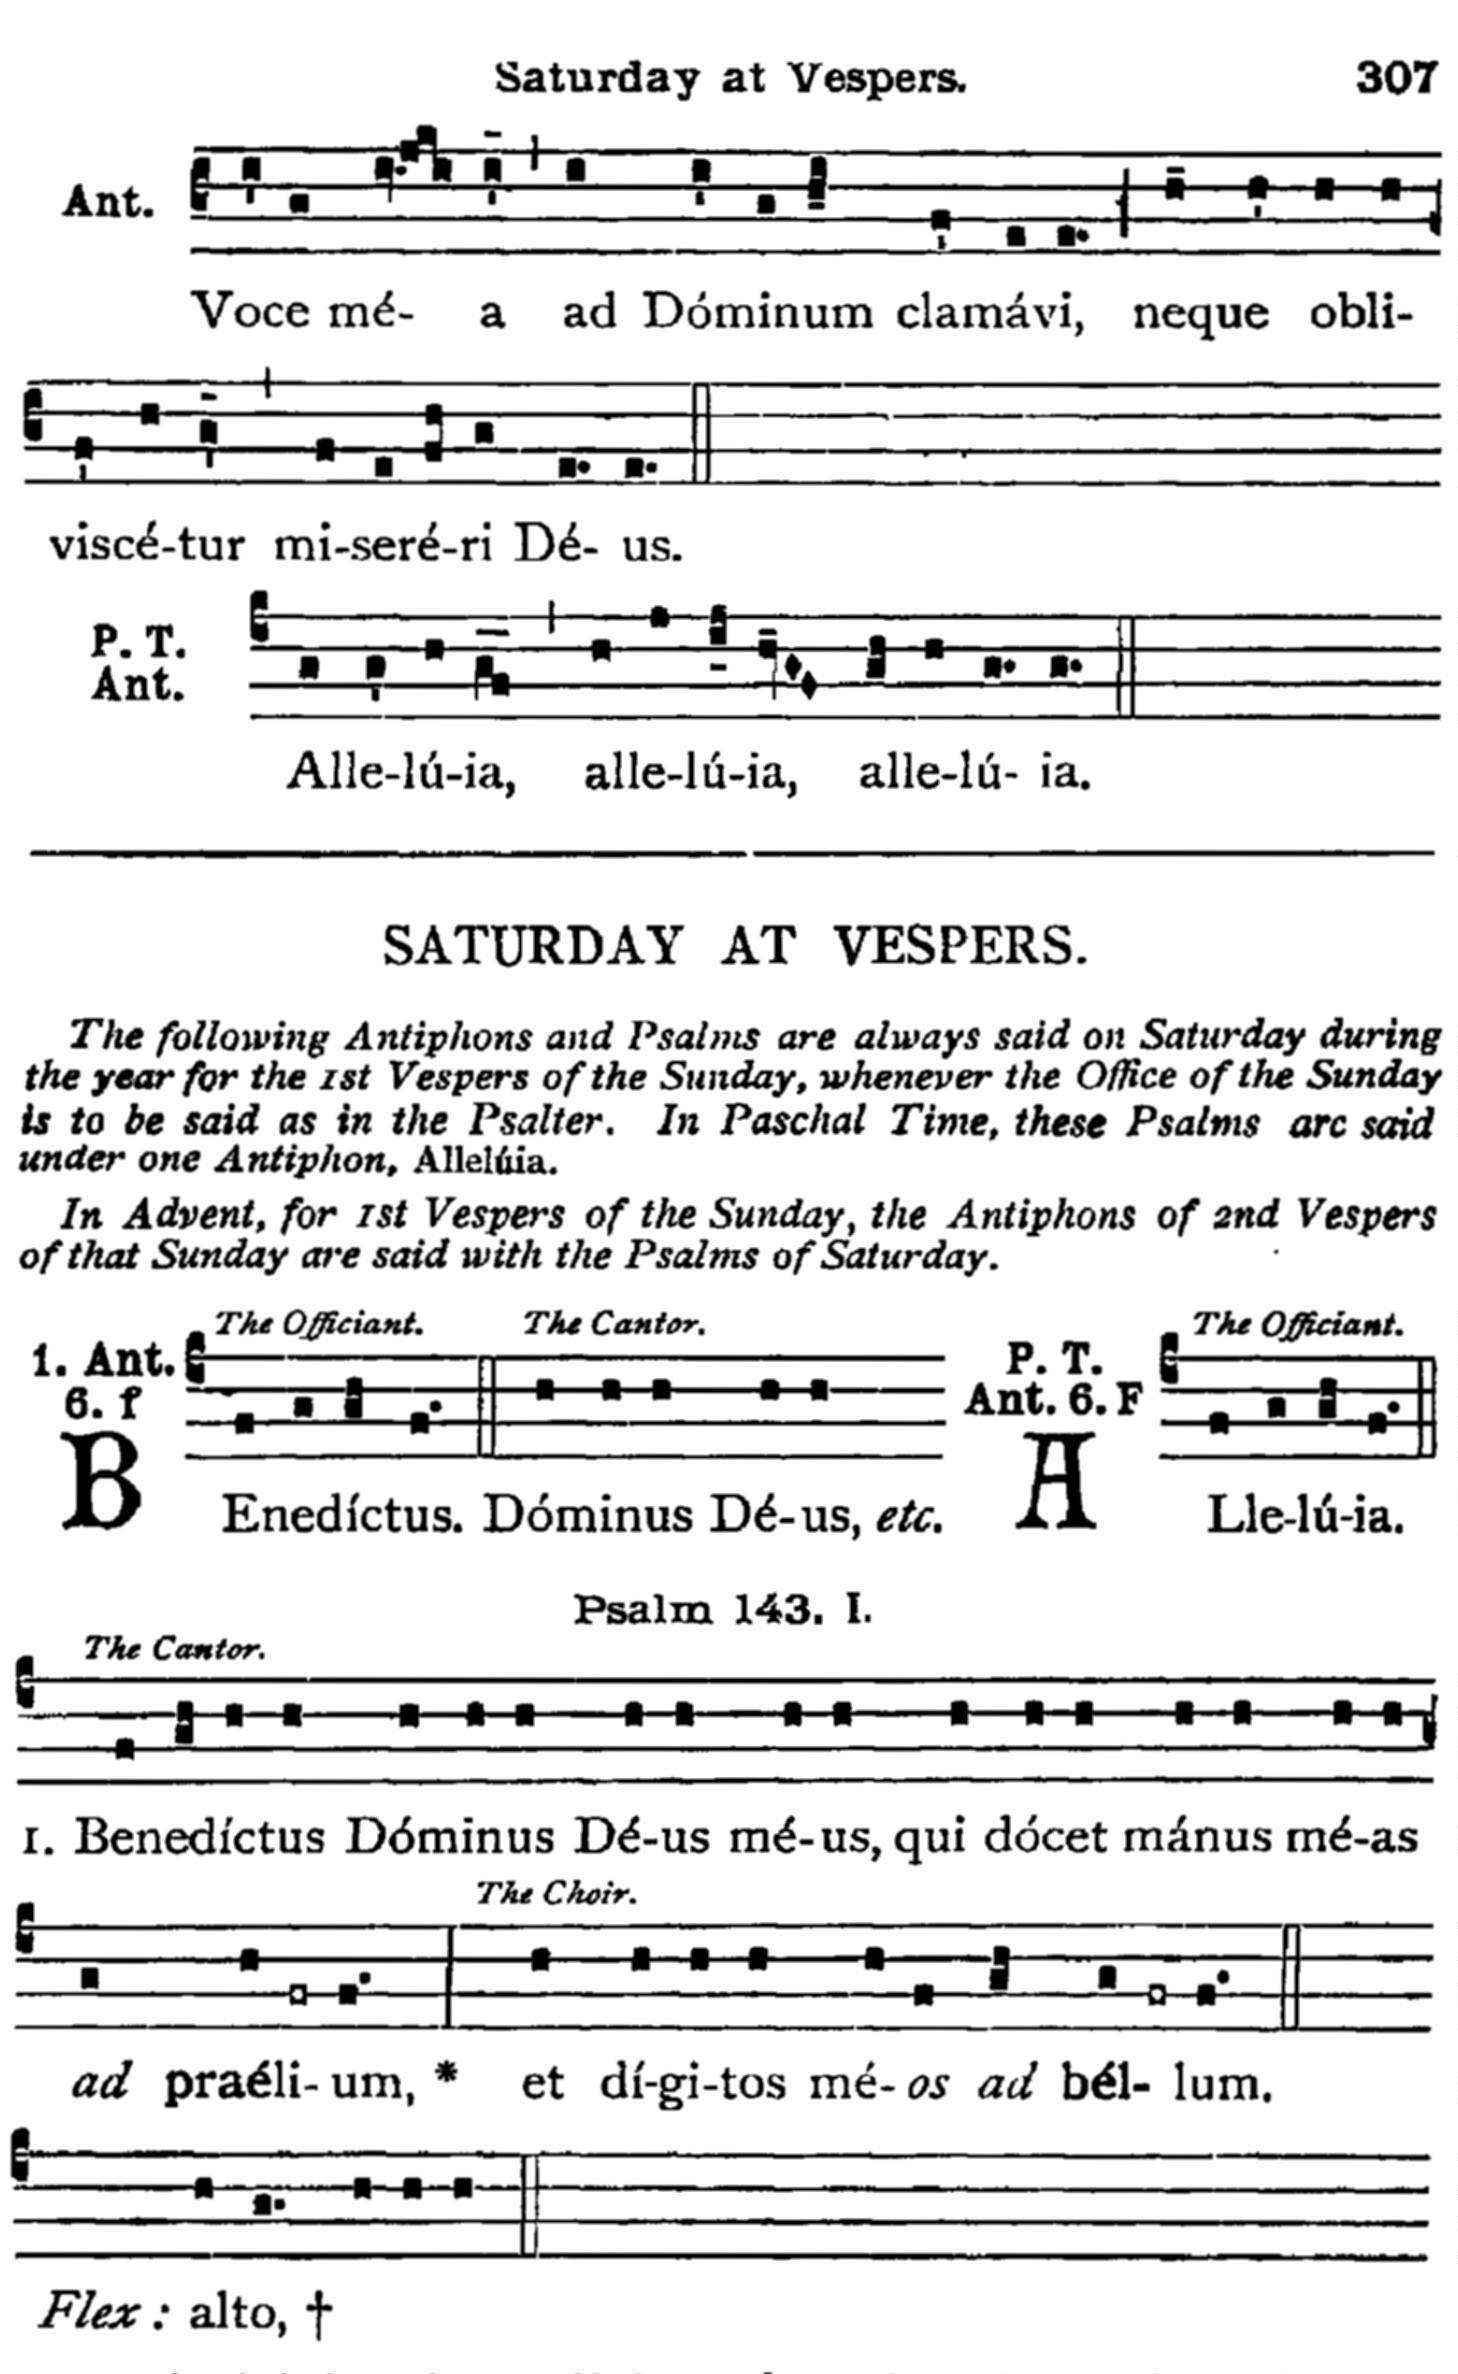 Saturday at Vespers. 307
Ant.
Voce mé- a ad Dóminum clamávi, neque obli-
viscé-tur mi-seré-ri Dé- us.
P. T.
Ant.
Alle-lú-ia, alle-lú-ia, alle-lú- ia.
SATURDAY AT VESPERS.
The following Antiphons and Psalms are always said on Saturday during
the year for the 1st Vespers of the Sunday, whenever the Office of the Sunday
is to be said as in the Psalter. In Paschal Time, these Psalms are said
under one Antiphon, Allelúia.
In Advent, for 1st Vespers of the Sunday, the Antiphons of 2nd Vespers
of that Sunday are said with the Psalms of Saturday.
The Officiant. The Cantor. The Officiant.
1. Ant. P. T.
6. f Ant. 6. F
BEnedíctus. Dóminus Dé-us, etc. ALle-lú-ia.
Psalm 143. I.
The Cantor.
1. Benedíctus Dóminus Dé-us mé-us, qui dócet mánus mé-as
The Choir.
ad praéli- um, * et dí-gi-tos mé- os ad bél- lum.
Flex : alto, †